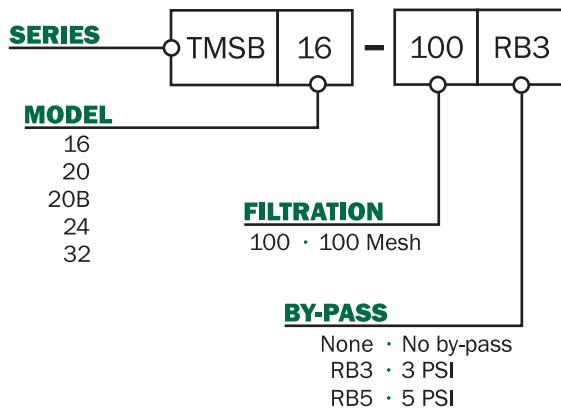 SERIES
TMSB 16 - 100 RB3
MODEL
16
20
20B
24
32
FILTRATION
100 · 100 Mesh
BY-PASS
None · No by-pass
RB3 · 3 PSI
RB5 · 5 PSI